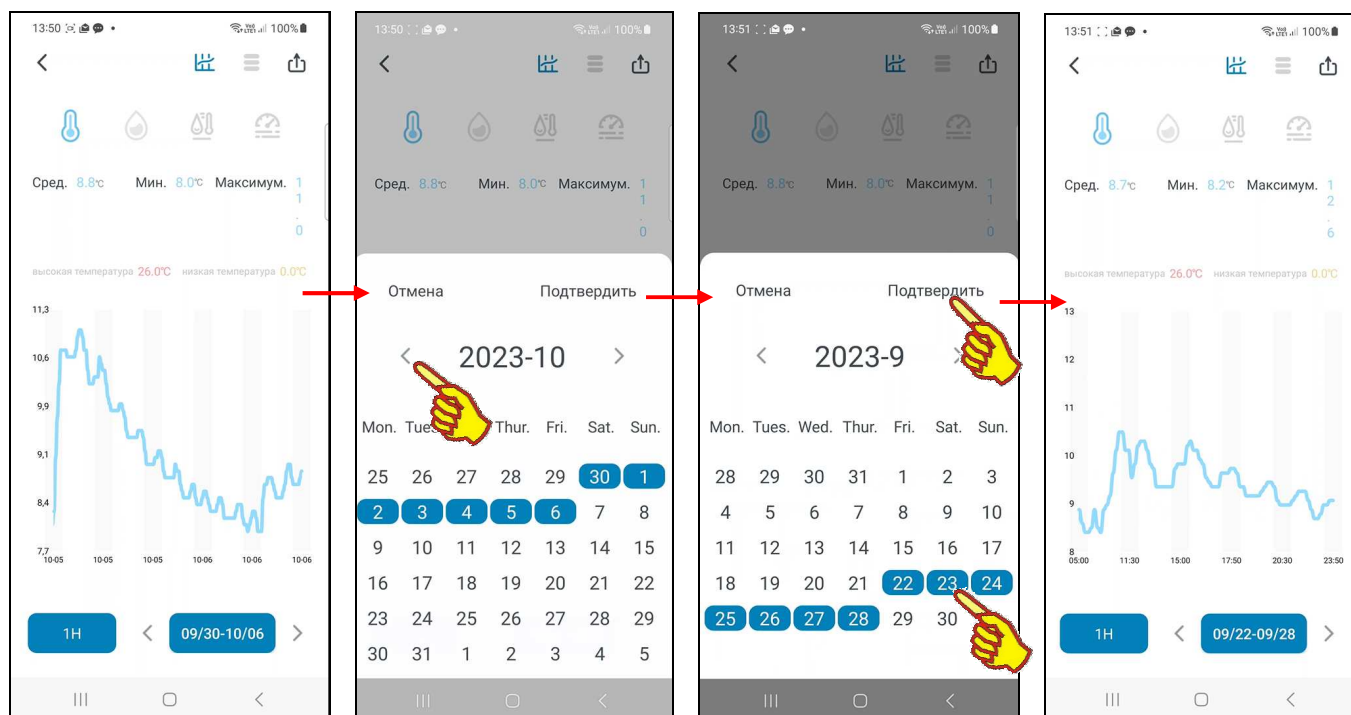 13:50 100%
Сред. 8.8°C Мин. 8.0°C Максимум. 11.0
высокая температура 26.0°C низкая температура 0.0°C
11,3
10,6
9,9
9,1
8,4
7,7
10-05 10-05 10-05 10-06 10-06 10-06
1H 09/30-10/06
13:50 100%
Сред. 8.8°C Мин. 8.0°C Максимум. 11.0
Отмена Подтвердить
2023-10
Mon. Thur. Fri. Sat. Sun.
25 26 27 28 29 30 1
2 3 4 5 6 7 8
9 10 11 12 13 14 15
16 17 18 19 20 21 22
23 24 25 26 27 28 29
30 31 1 2 3 4 5
13:51 100%
Сред. 8.8°C Мин. 8.0°C Максимум. 11.0
Отмена Подтвердить
2023-9
Mon. Tues. Wed. Thur. Fri. Sat. Sun.
28 29 30 31 1 2 3
4 5 6 7 8 9 10
11 12 13 14 15 16 17
18 19 20 21 22 23 24
25 26 27 28 29 30
13:51 100%
Сред. 8.7°C Мин. 8.2°C Максимум. 12.6
высокая температура 26.0°C низкая температура 0.0°C
13
12
11
10
9
8
05:00 11:30 15:00 17:50 20:30 23:50
1H 09/22-09/28